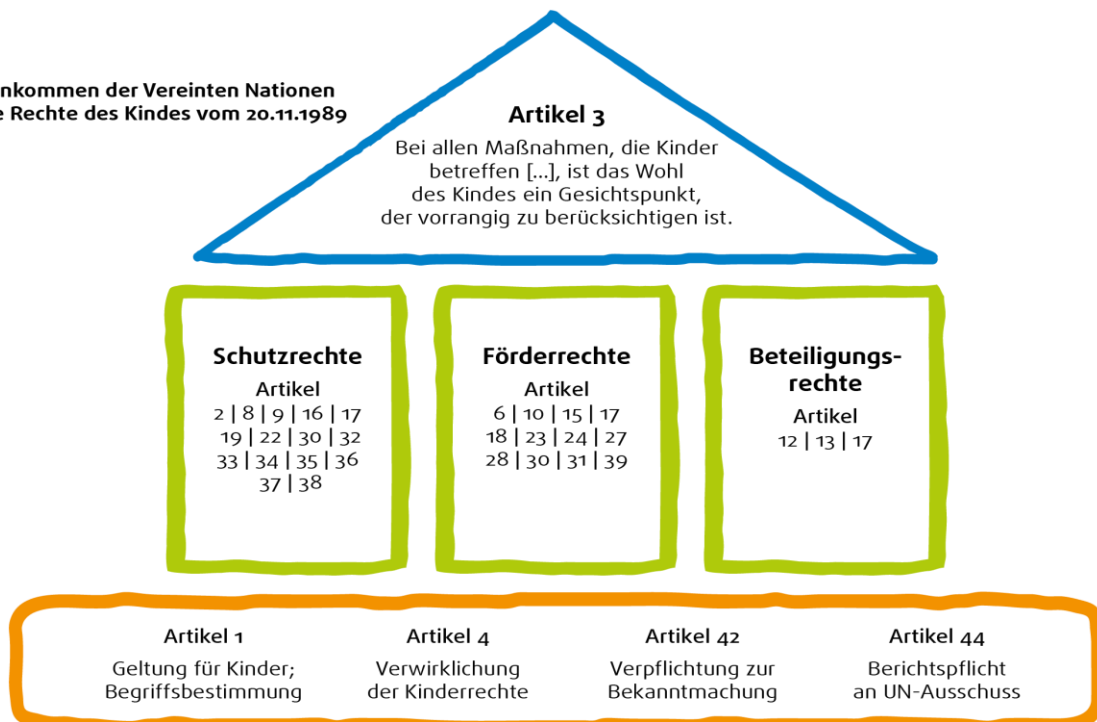 nkommen der Vereinten Nationen
e Rechte des Kindes vom 20.11.1989
Artikel 3
Bei allen Maßnahmen, die Kinder
betreffen [...], ist das Wohl
des Kindes ein Gesichtspunkt,
der vorrangig zu berücksichtigen ist.
Schutzrechte
Artikel
2 | 8 | 9 | 16 | 17
19 | 22 | 30 | 32
33 | 34 | 35 | 36
37 | 38
Förderrechte
Artikel
6 | 10 | 15 | 17
18 | 23 | 24 | 27
28 | 30 | 31 | 39
Beteiligungs-
rechte
Artikel
12 | 13 | 17
Artikel 1
Geltung für Kinder;
Begriffsbestimmung
Artikel 4
Verwirklichung
der Kinderrechte
Artikel 42
Verpflichtung zur
Bekanntmachung
Artikel 44
Berichtspflicht
an UN-Ausschuss